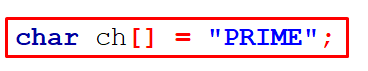 char ch[] = "PRIME";